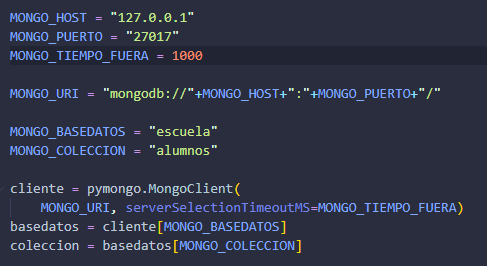 MONGO_HOST = "127.0.0.1"
MONGO_PUERTO = "27017"
MONGO_TIEMPO_FUERA = 1000
MONGO_URI = "mongodb://"+MONGO_HOST+":"+MONGO_PUERTO+"/"
MONGO_BASEDATOS = "escuela"
MONGO_COLECCION = "alumnos"
cliente = pymongo.MongoClient(
    MONGO_URI, serverSelectionTimeoutMS=MONGO_TIEMPO_FUERA)
basedatos = cliente[MONGO_BASEDATOS]
coleccion = basedatos[MONGO_COLECCION]